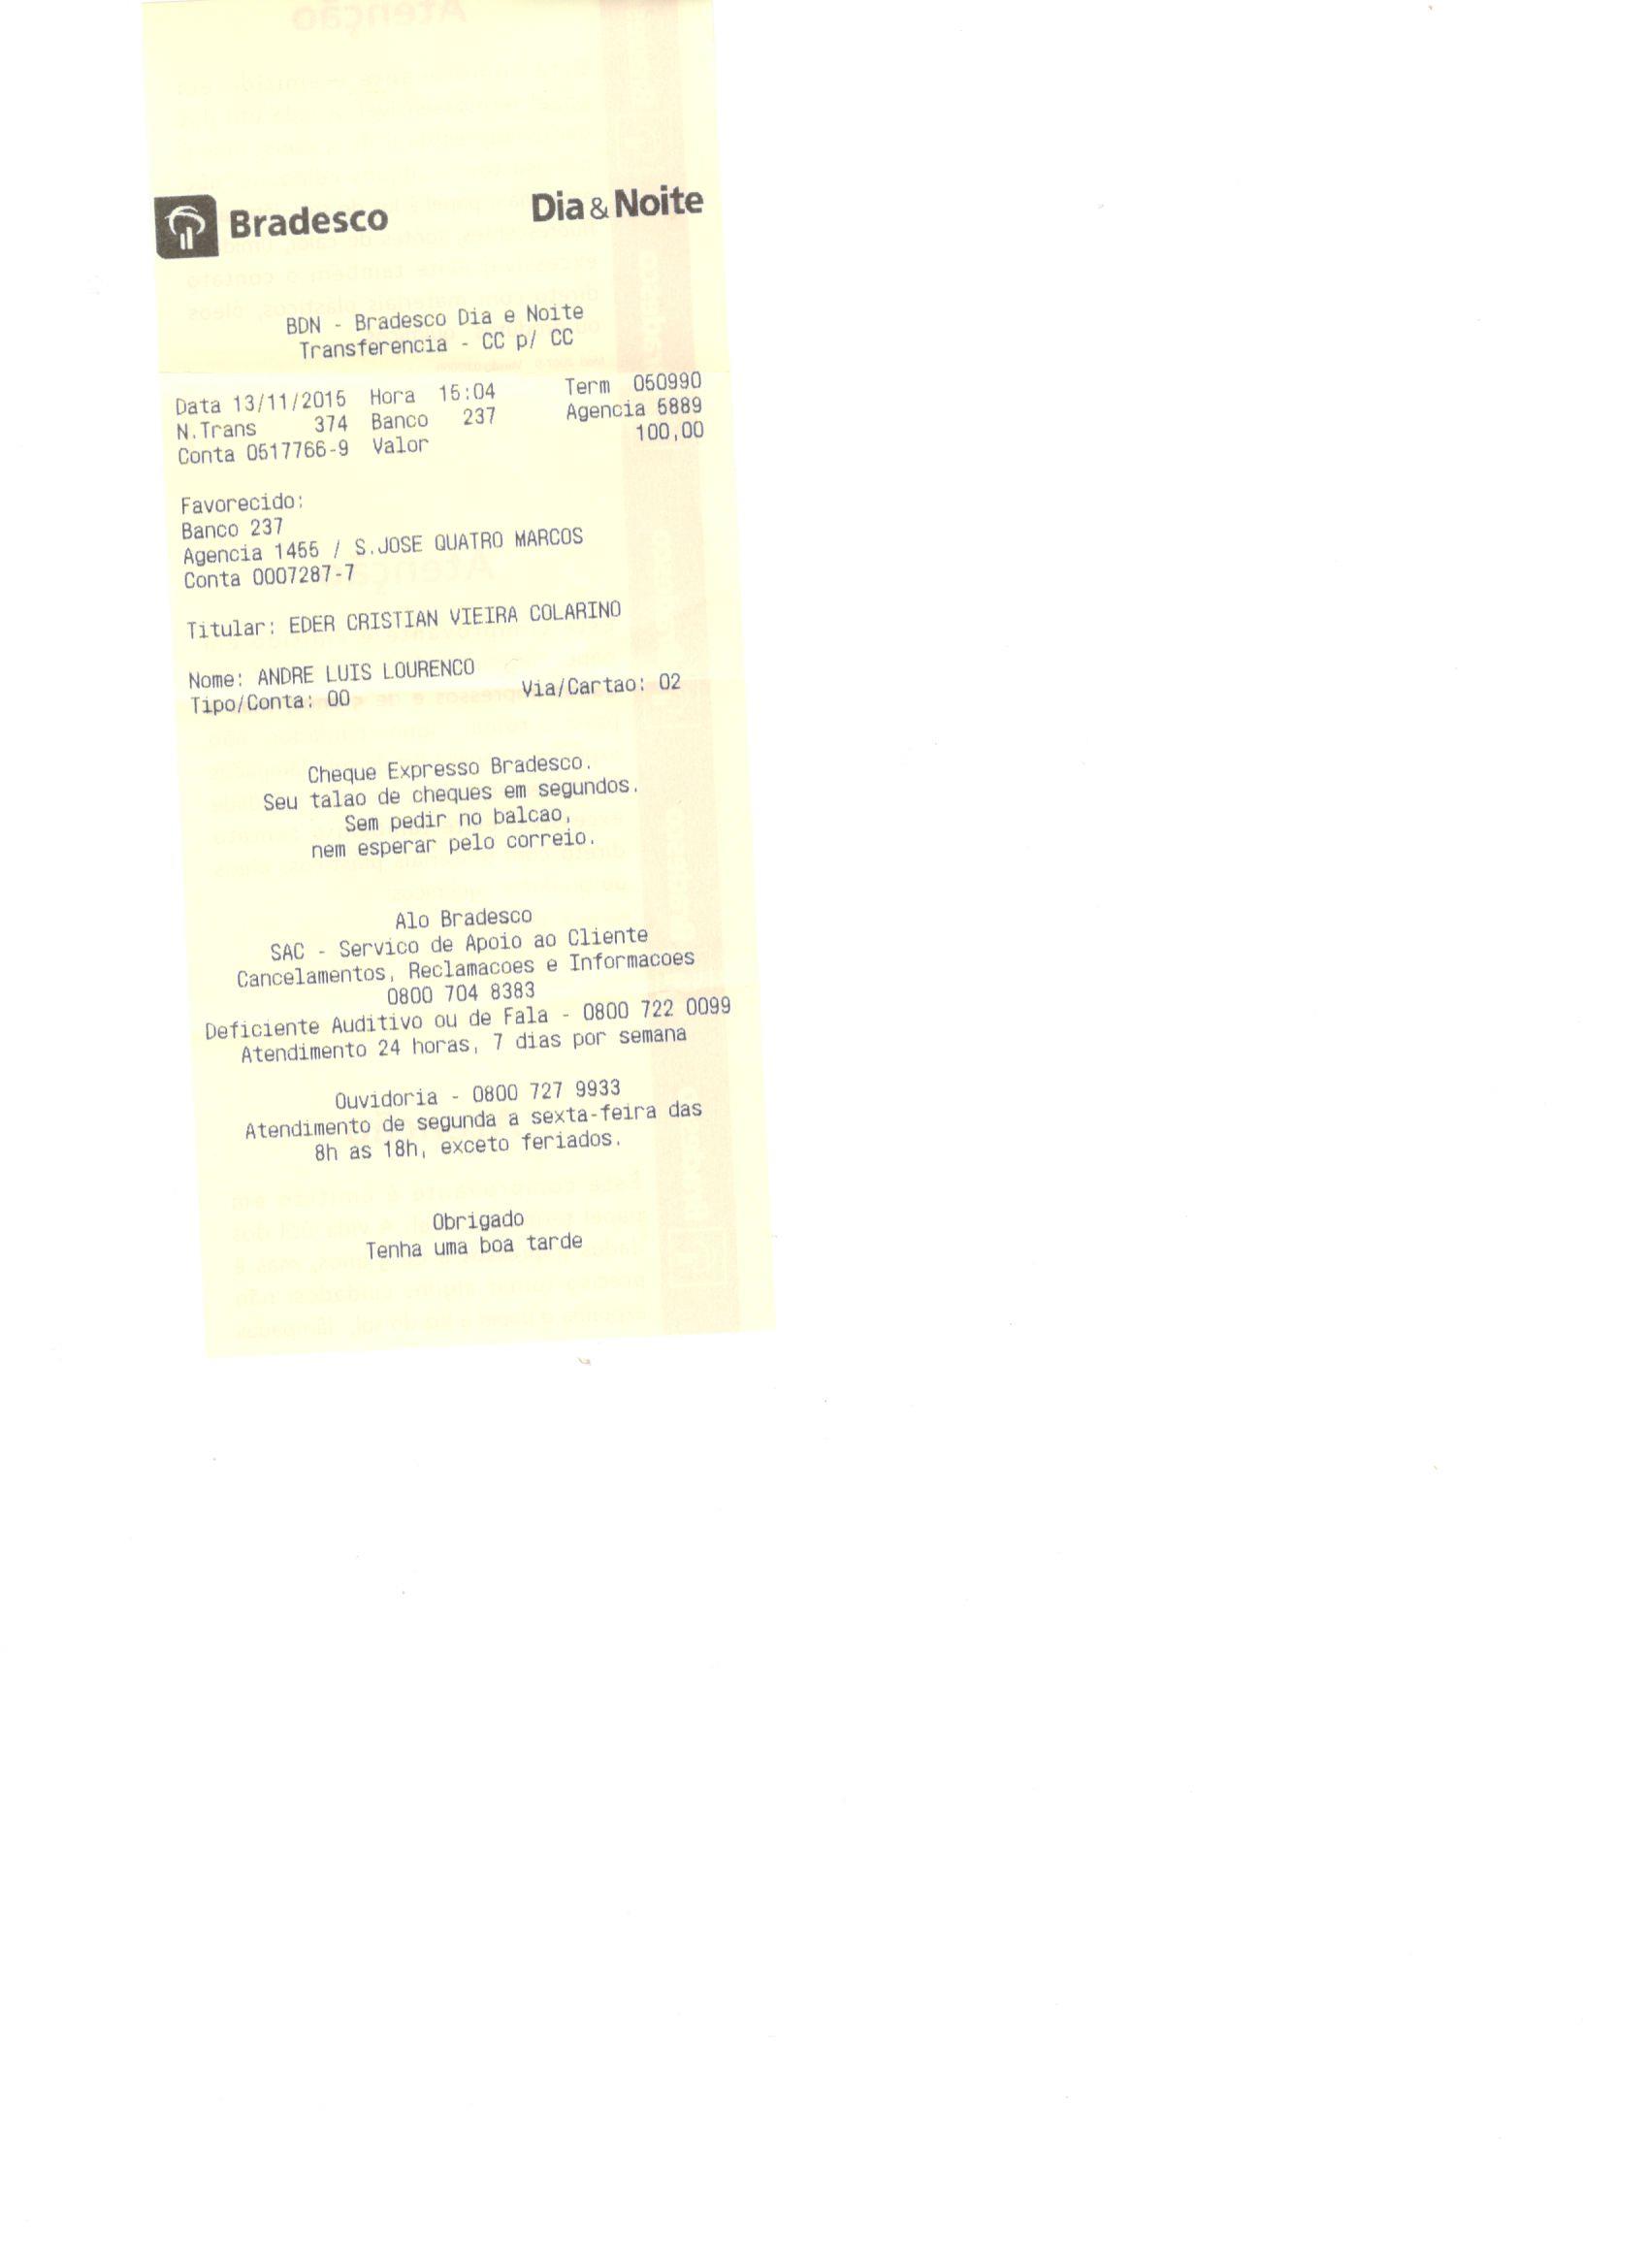 Bradesco Dia & Noite
BDN - Bradesco Dia e Noite
Transferencia - CC p/ CC
Data 13/11/2015 Hora 15:04 Term 050990
N.Trans 374 Banco 237 Agencia 5889
Conta 0517766-9 Valor 100,00
Favorecido:
Banco 237
Agencia 1455 / S.JOSE QUATRO MARCOS
Conta 0007287-7
Titular: EDER CRISTIAN VIEIRA COLARINO
Nome: ANDRE LUIS LOURENCO
Tipo/Conta: 00 Via/Cartao: 02
Cheque Expresso Bradesco.
Seu talao de cheques em segundos.
Sem pedir no balcao,
nem esperar pelo correio.
Alo Bradesco
SAC - Servico de Apoio ao Cliente
Cancelamentos, Reclamacoes e Informacoes
0800 704 8383
Deficiente Auditivo ou de Fala - 0800 722 0099
Atendimento 24 horas, 7 dias por semana
Ouvidoria - 0800 727 9933
Atendimento de segunda a sexta-feira das
8h as 18h, exceto feriados.
Obrigado
Tenha uma boa tarde